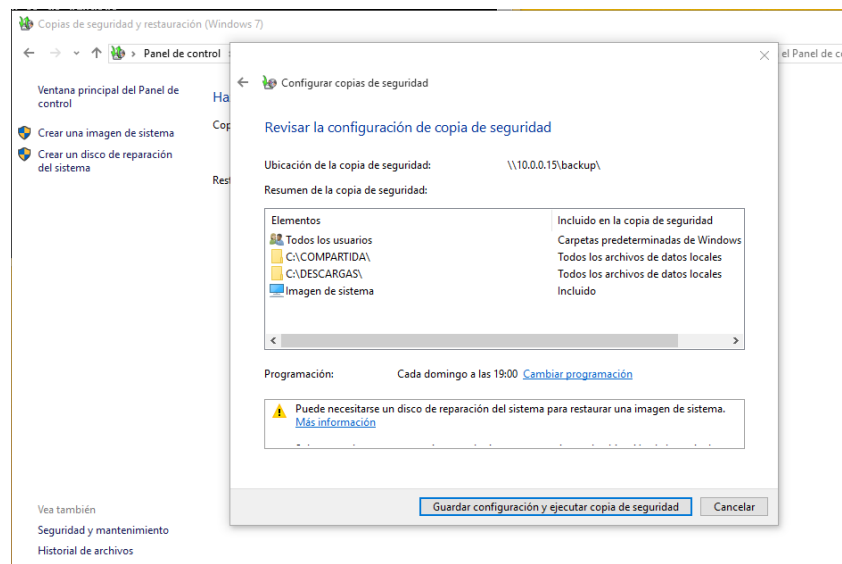 Copias de seguridad y restauración (Windows 7)
Panel de control
el Panel de c
Ventana principal del Panel de
control
Crear una imagen de sistema
Crear un disco de reparación
del sistema
Ha
Cop
Rest
Configurar copias de seguridad
Revisar la configuración de copia de seguridad
Ubicación de la copia de seguridad: \\10.0.0.15\backup\
Resumen de la copia de seguridad:
Elementos Incluido en la copia de seguridad
Todos los usuarios Carpetas predeterminadas de Windows
C:\COMPARTIDA\ Todos los archivos de datos locales
C:\DESCARGAS\ Todos los archivos de datos locales
Imagen de sistema Incluido
Programación: Cada domingo a las 19:00 Cambiar programación
Puede necesitarse un disco de reparación del sistema para restaurar una imagen de sistema.
Más información
Guardar configuración y ejecutar copia de seguridad Cancelar
Vea también
Seguridad y mantenimiento
Historial de archivos